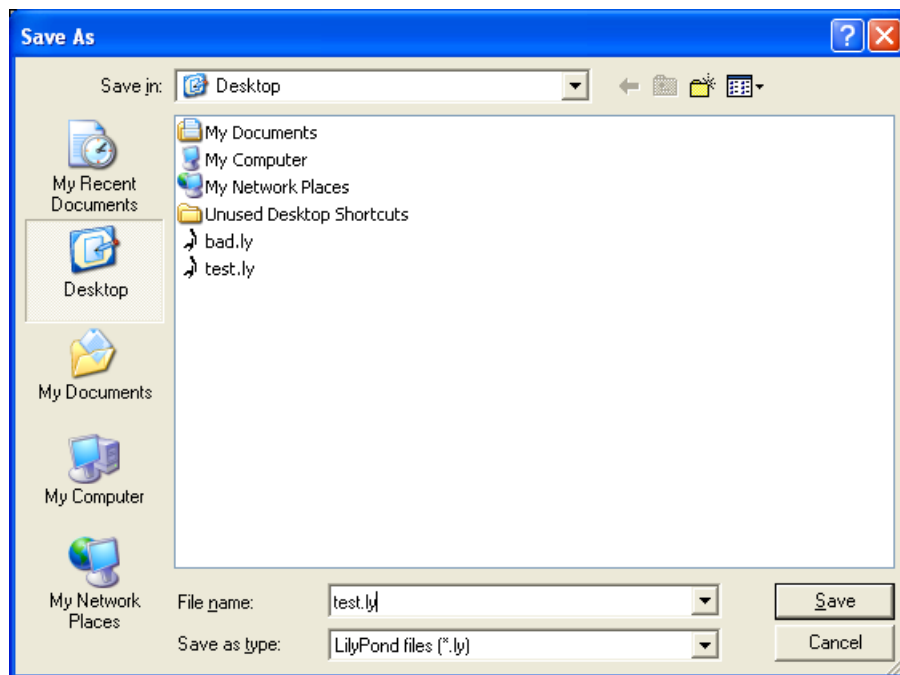 Save As
Save in: Desktop
My Recent
Documents
Desktop
My Documents
My Computer
My Network
Places
My Documents
My Computer
My Network Places
Unused Desktop Shortcuts
bad.ly
test.ly
File name: test.ly Save
Save as type: LilyPond files (*.ly) Cancel